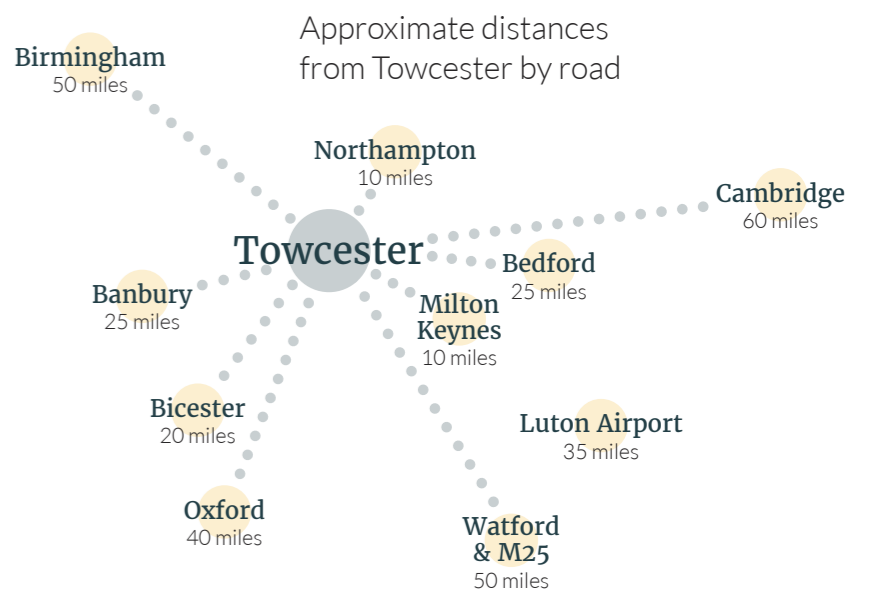 Approximate distances
from Towcester by road
Birmingham
50 miles
Northampton
10 miles
Cambridge
60 miles
Towcester
Bedford
25 miles
Banbury
25 miles
Milton
Keynes
10 miles
Bicester
20 miles
Luton Airport
35 miles
Oxford
40 miles
Watford
& M25
50 miles